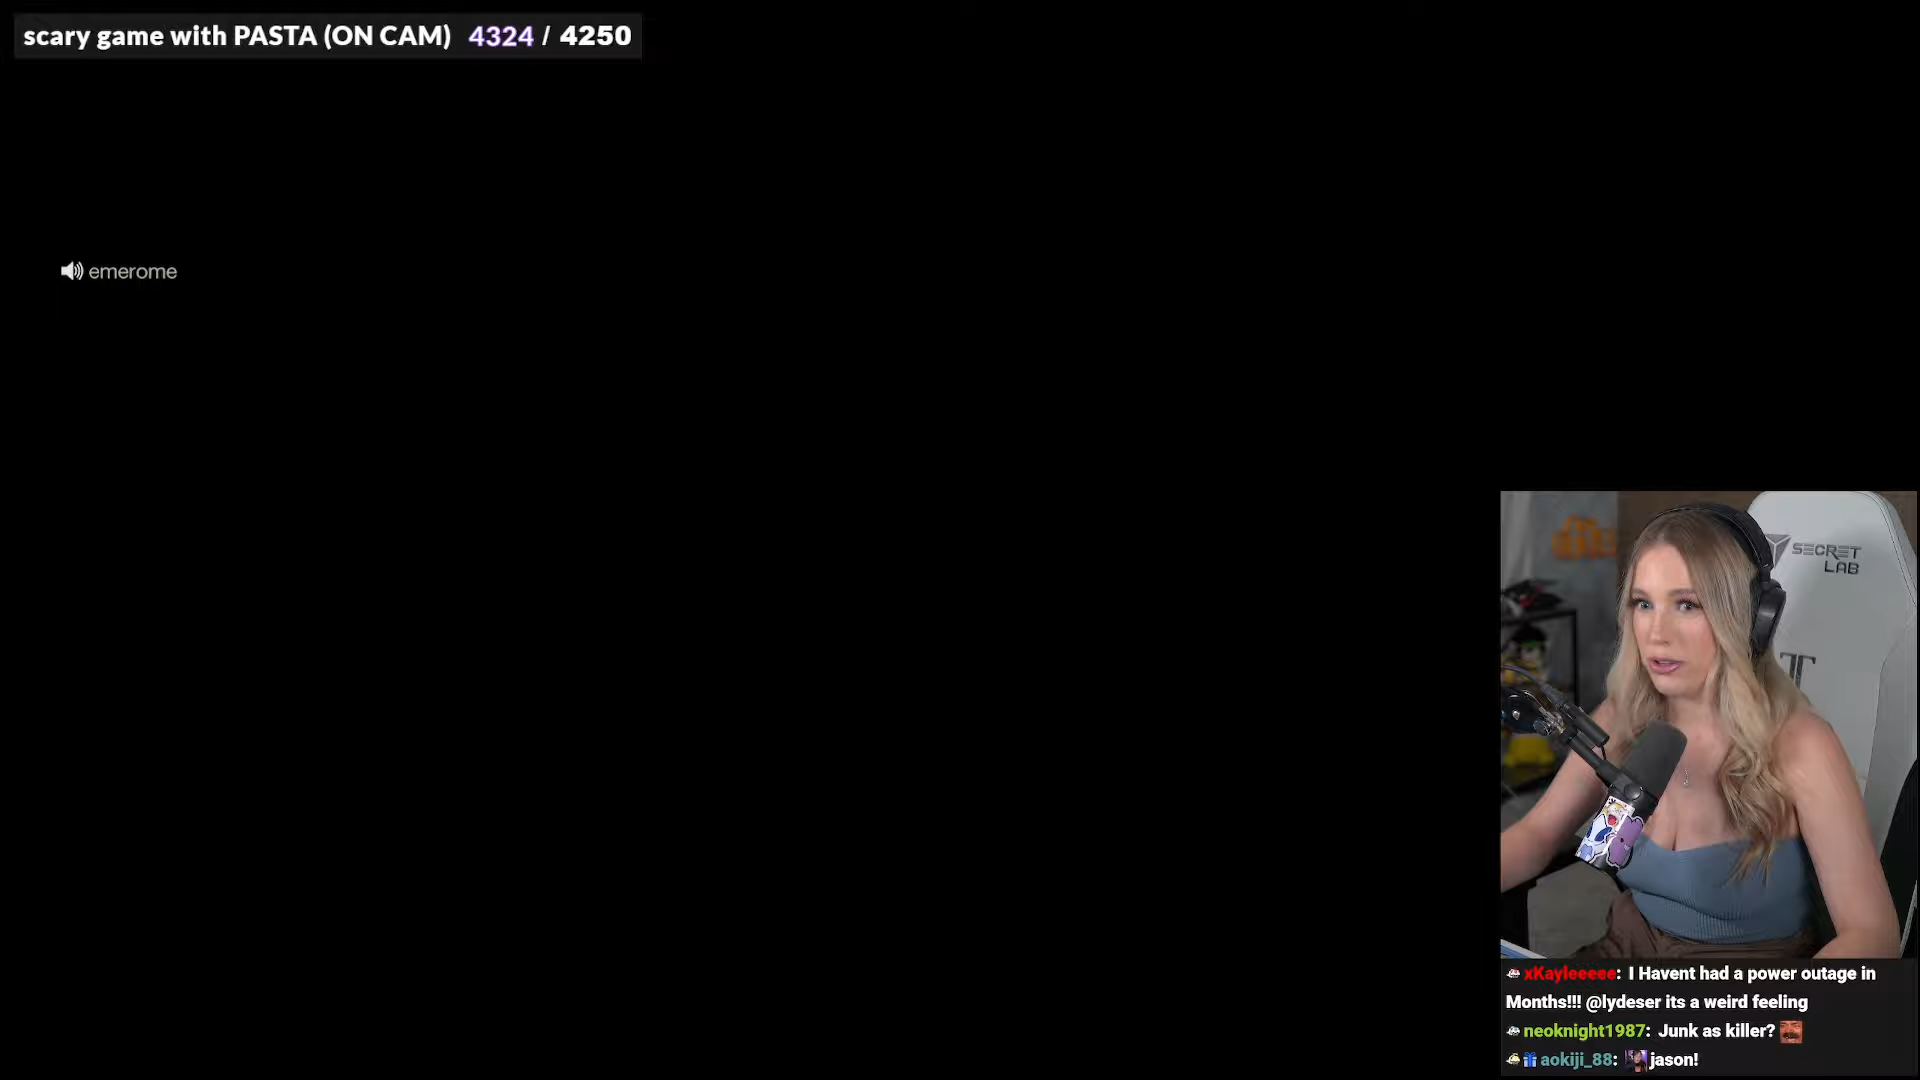 scary game with PASTA (ON CAM) 4324 / 4250
emerome
SECRET
LAB
xKayleeeee: I Havent had a power outage in
Months!!! @lydeser its a weird feeling
neoknight1987: Junk as killer?
aokiji_88: jason!